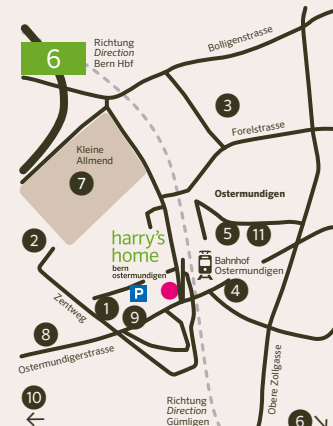 6
Richtung
Direction
Bern Hbf
Bolligenstrasse
3
Forelstrasse
Kleine
Allmend
7
Ostermundigen
5
11
2
harry's
home
bern
ostermundigen
Bahnhof
Ostermundigen
P
4
Zentweg
1
9
8
Ostermundigerstrasse
Obere Zollgasse
10
←
Richtung
Direction
Gümligen
6